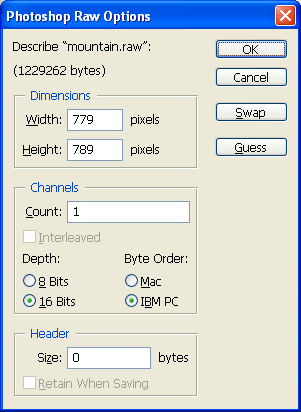 Photoshop Raw Options
Describe “mountain.raw”:
(1229262 bytes)
OK
Cancel
Swap
Guess
Dimensions
Width: 779 pixels
Height: 789 pixels
Channels
Count: 1
Interleaved
Depth: Byte Order:
8 Bits Mac
16 Bits IBM PC
Header
Size: 0 bytes
Retain When Saving